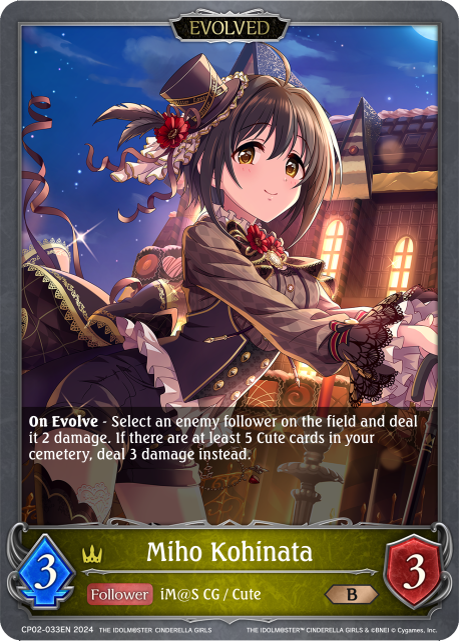 EVOLVED
On Evolve - Select an enemy follower on the field and deal
it 2 damage. If there are at least 5 Cute cards in your
cemetery, deal 3 damage instead.
Miho Kohinata
3
3
Follower iM@S CG / Cute
B
CP02-033EN 2024 THE IDOLM@STER CINDERELLA GIRLS THE IDOLM@STER™ CINDERELLA GIRLS & ©BNEI © Cygames, Inc.